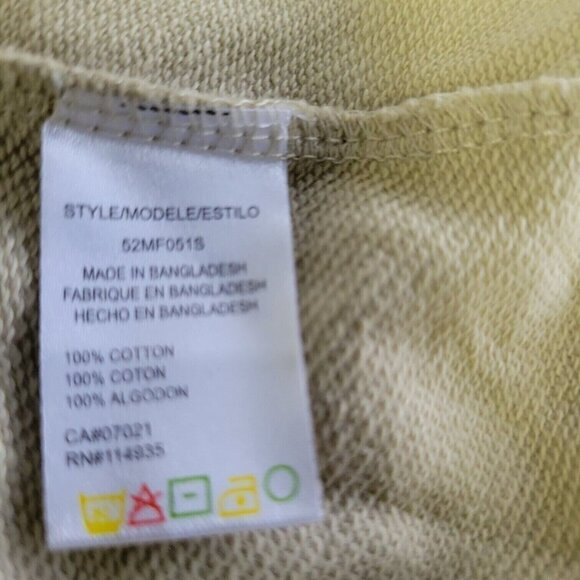 STYLE/MODELE/ESTILO
52MF051S
MADE IN BANGLADESH
FABRIQUE EN BANGLADESH
HECHO EN BANGLADESH
100% COTTON
100% COTON
100% ALGODON
CA#07021
RN#114935